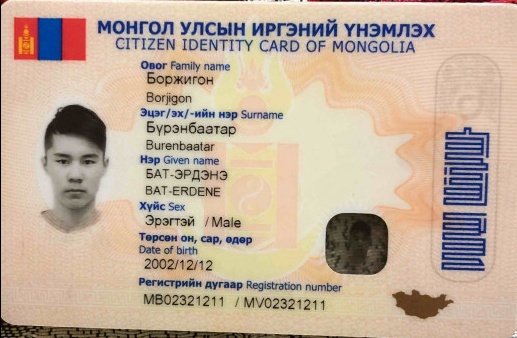 МОНГОЛ УЛСЫН ИРГЭНИЙ ҮНЭМЛЭХ
CITIZEN IDENTITY CARD OF MONGOLIA
Овог Family name
Боржигон
Borjigon
Эцэг/эх/-ийн нэр Surname
Бүрэнбаатар
Burenbaatar
Нэр Given name
БАТ-ЭРДЭНЭ
BAT-ERDENE
Хүйс Sex
Эрэгтэй / Male
Төрсөн он, сар, өдөр
Date of birth
2002/12/12
Регистрийн дугаар Registration number
МВ02321211 / MV02321211